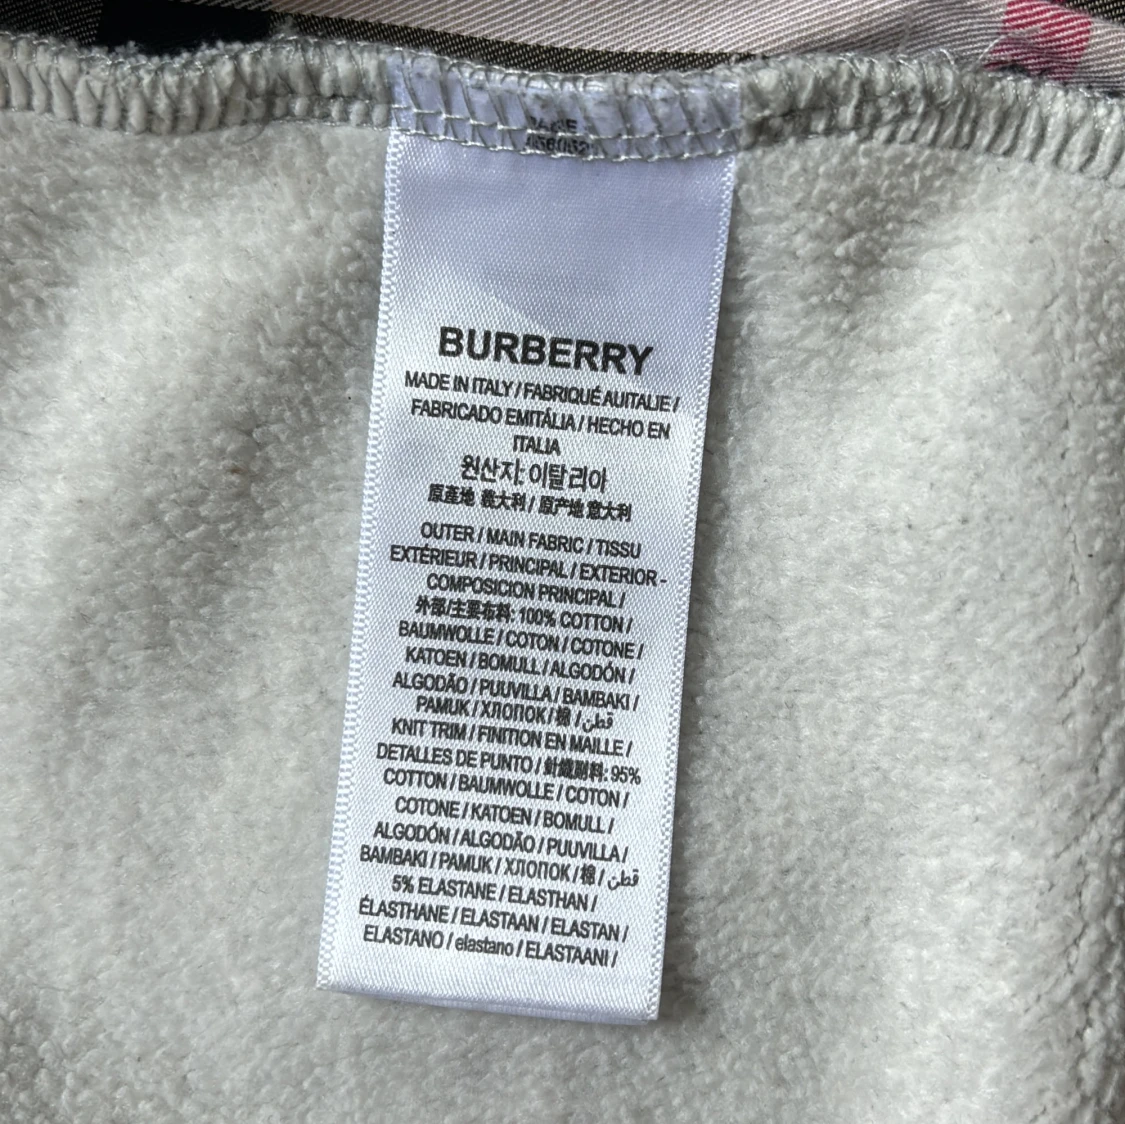 BURBERRY
MADE IN ITALY / FABRIQUÉ AUITALIE /
FABRICADO EMITÁLIA / HECHO EN
ITALIA
원산지: 이탈리아
原產地 義大利 / 原产地 意大利
OUTER / MAIN FABRIC / TISSU
EXTÉRIEUR / PRINCIPAL / EXTERIOR -
COMPOSICION PRINCIPAL /
外部/主要布料: 100% COTTON /
BAUMWOLLE / COTON / COTONE /
KATOEN / BOMULL / ALGODÓN /
ALGODÃO / PUUVILLA / BAMBAKI /
PAMUK / ХЛОПОК / 棉 / قطن
KNIT TRIM / FINITION EN MAILLE /
DETALLES DE PUNTO / 針織副料: 95%
COTTON / BAUMWOLLE / COTON /
COTONE / KATOEN / BOMULL /
ALGODÓN / ALGODÃO / PUUVILLA /
BAMBAKI / PAMUK / ХЛОПОК / 棉 / قطن
5% ELASTANE / ELASTHAN /
ÉLASTHANE / ELASTAAN / ELASTAN /
ELASTANO / elastano / ELASTAANI /